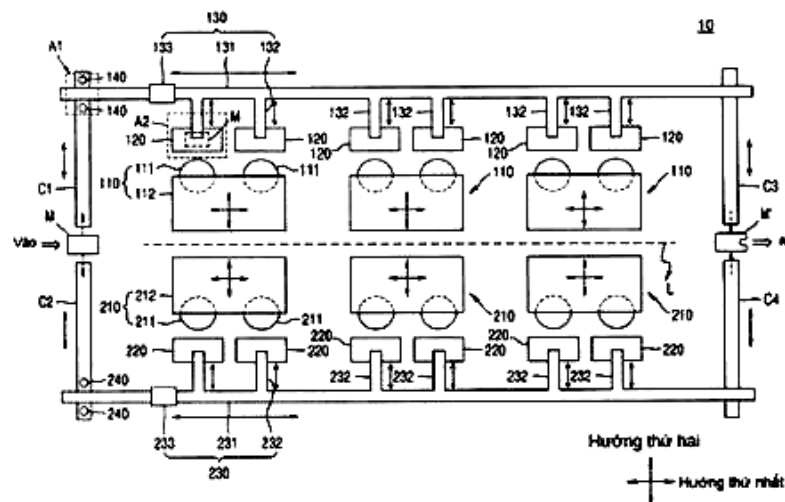 130
10
A1
133 131 132
140
140
A2 M
120
132 132 132 132
120
120
120
120
120
111 111
110 112
110
110
C1
C3
M
M'
Vào
L
C2
C4
212
210 211 211
210
210
220 220
220 220
220 220
232 232 232 232
240
240
233 231 232
230
Hướng thứ hai
Hướng thứ nhất